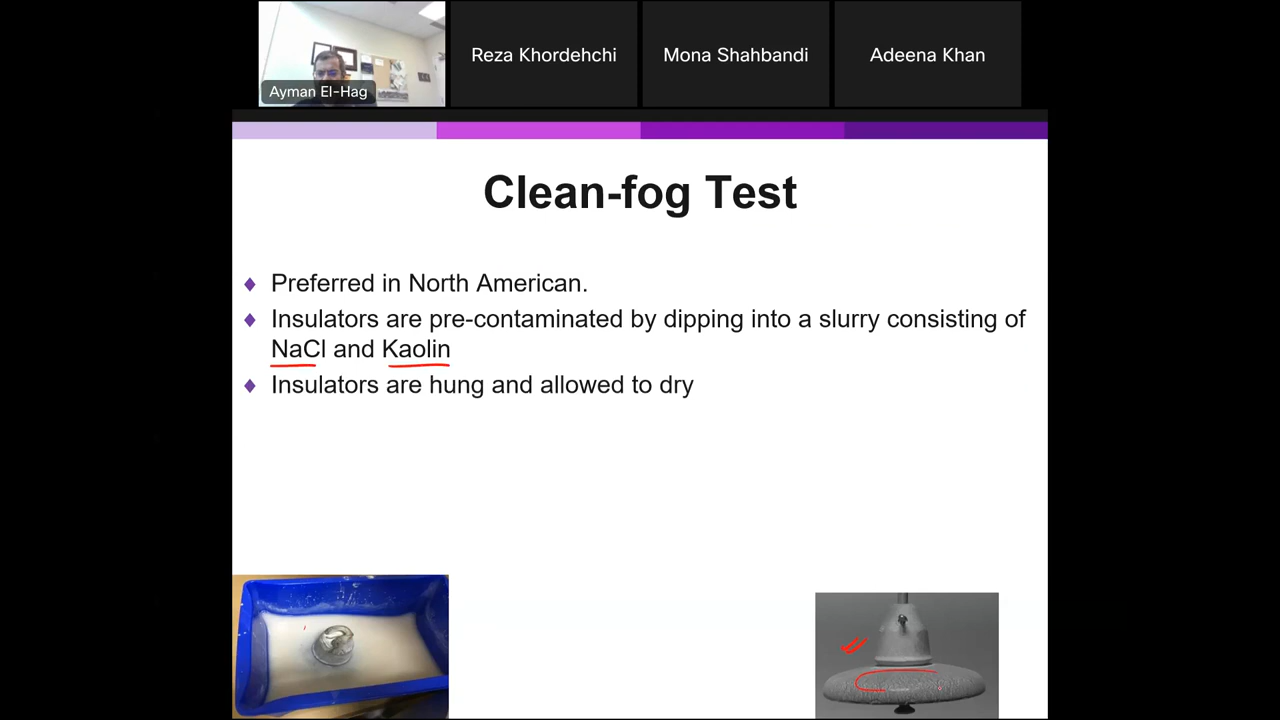 Ayman El-Hag
Reza Khordehchi
Mona Shahbandi
Adeena Khan
Clean-fog Test
Preferred in North American.
Insulators are pre-contaminated by dipping into a slurry consisting of
NaCl and Kaolin
Insulators are hung and allowed to dry